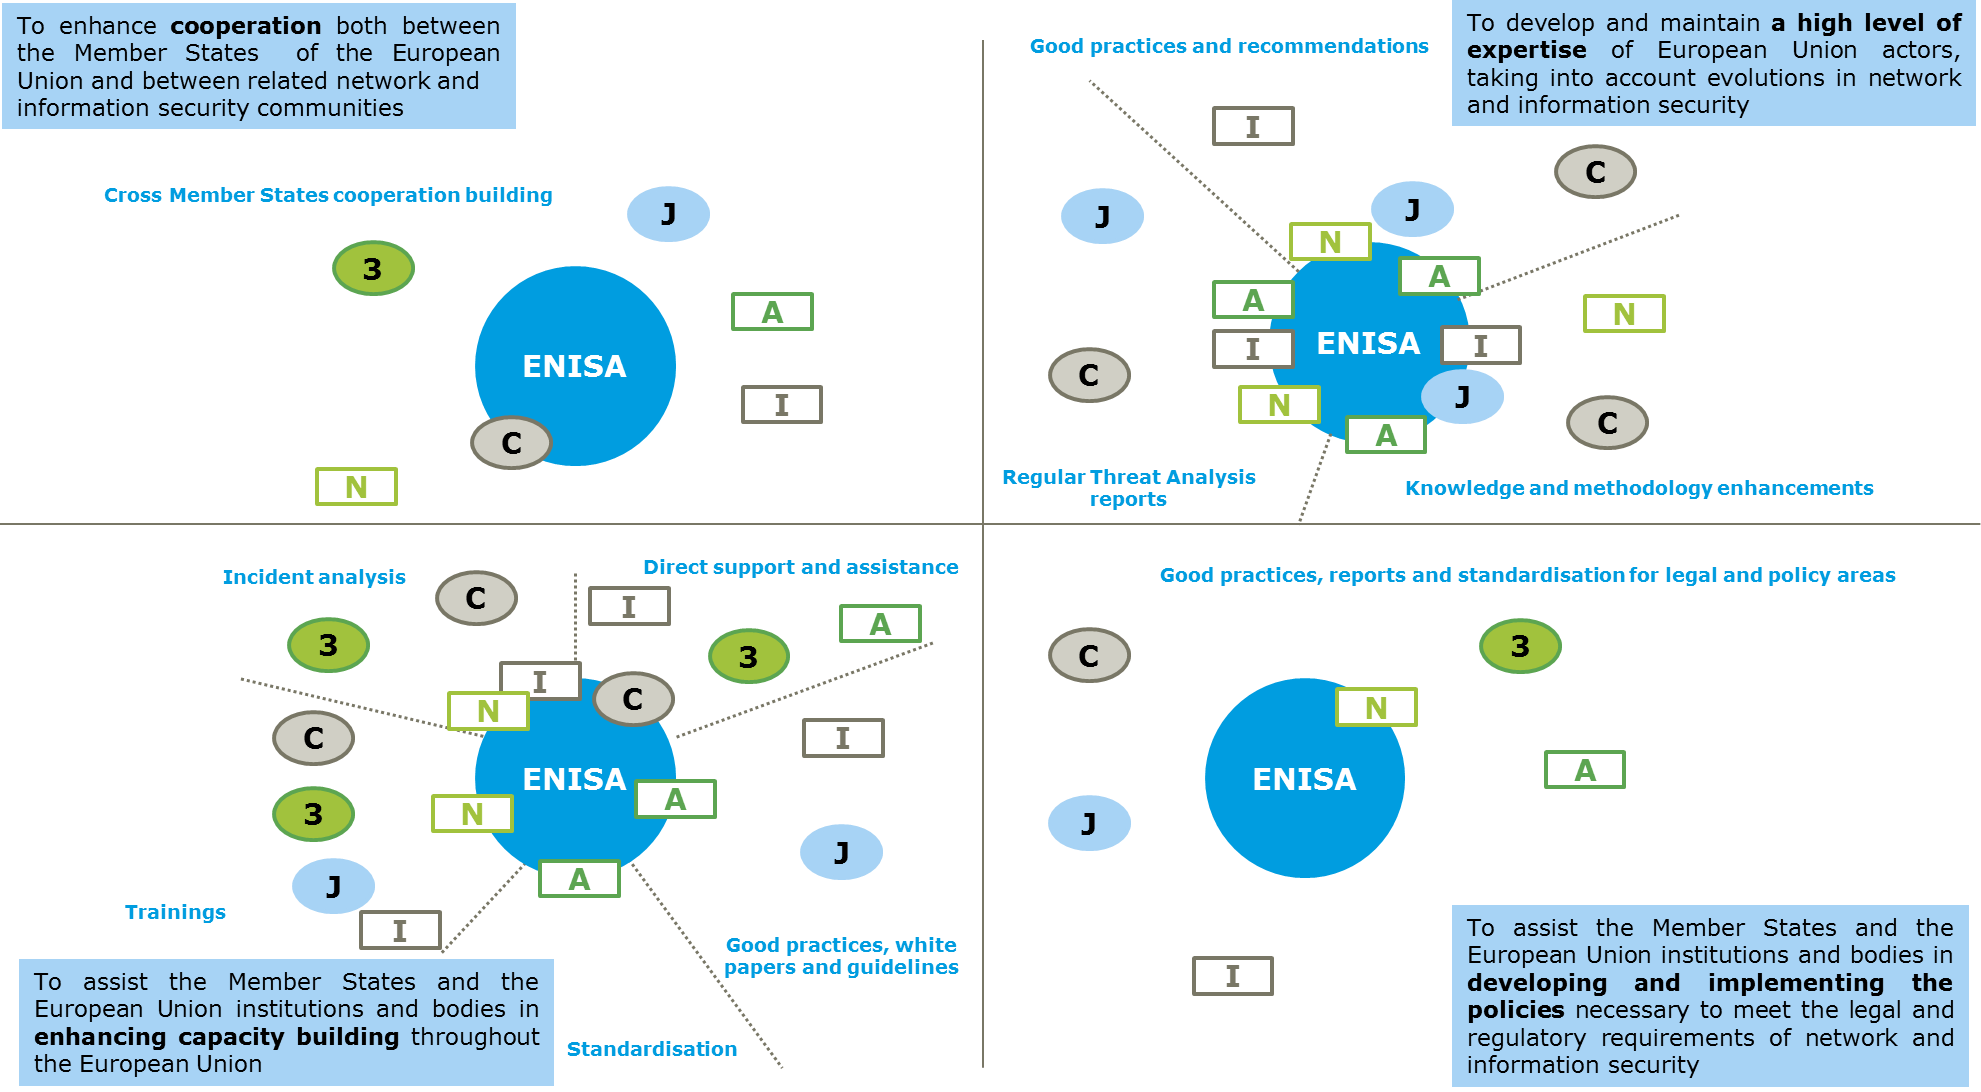 To enhance cooperation both between
the Member States of the European
Union and between related network and
information security communities
Cross Member States cooperation building
J
3
A
ENISA
I
C
N
Good practices and recommendations
To develop and maintain a high level of
expertise of European Union actors,
taking into account evolutions in network
and information security
I
C
J
J
N
A
A
N
I
ENISA
I
C
N
J
C
A
Regular Threat Analysis
reports
Knowledge and methodology enhancements
Incident analysis
Direct support and assistance
C
I
3
A
3
I
C
N
C
I
ENISA
3
N
A
J
J
A
Trainings
I
Good practices, white
papers and guidelines
To assist the Member States and the
European Union institutions and bodies in
enhancing capacity building throughout
the European Union
Standardisation
Good practices, reports and standardisation for legal and policy areas
C
3
N
ENISA
A
J
I
To assist the Member States and the
European Union institutions and bodies in
developing and implementing the
policies necessary to meet the legal and
regulatory requirements of network and
information security